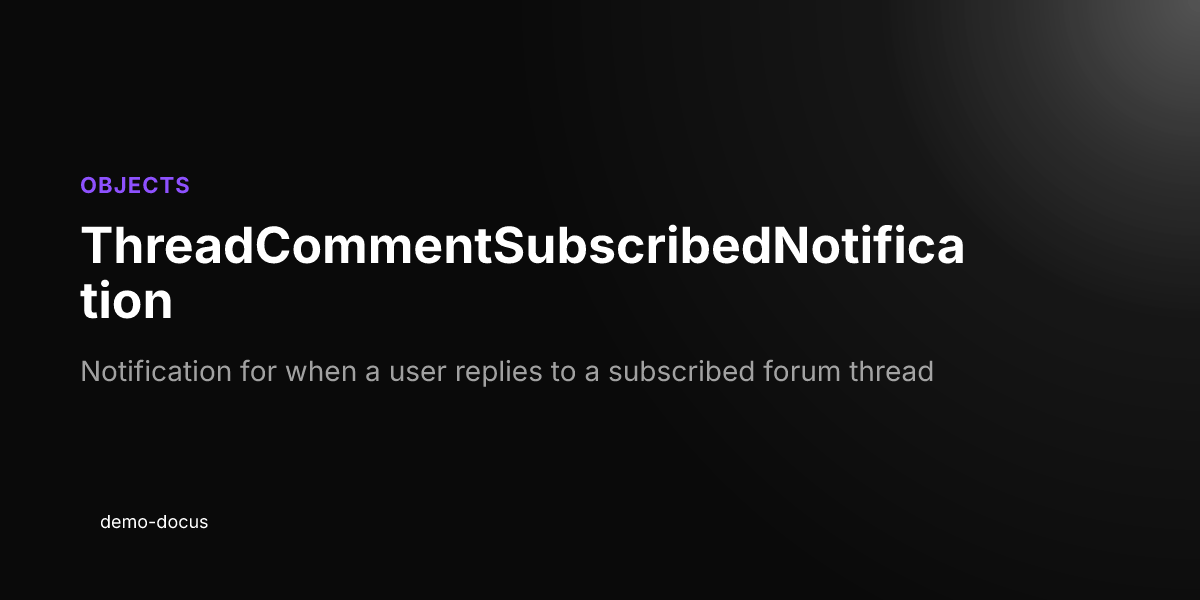 OBJECTS
ThreadCommentSubscribedNotifica
tion
Notification for when a user replies to a subscribed forum thread
demo-docus